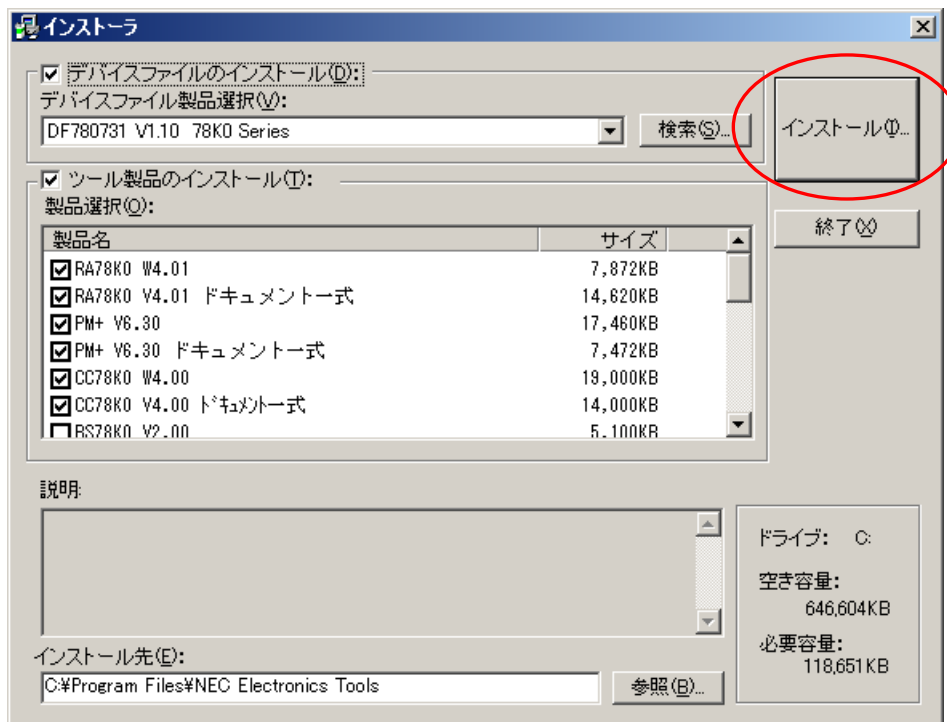 インストーラ
デバイスファイルのインストール(D):
デバイスファイル製品選択(V):
DF780731 V1.10 78K0 Series
検索(S)...
インストール(I)...
ツール製品のインストール(T):
製品選択(O):
終了(X)
製品名 サイズ
RA78K0 W4.01 7,872KB
RA78K0 V4.01 ドキュメント一式 14,620KB
PM+ V6.30 17,460KB
PM+ V6.30 ドキュメント一式 7,472KB
CC78K0 W4.00 19,000KB
CC78K0 V4.00 ドキュメント一式 14,000KB
RS78K0 V2.00 5,100KB
説明:
ドライブ: C:
空き容量:
646,604KB
必要容量:
118,651KB
インストール先(E):
C:¥Program Files¥NEC Electronics Tools
参照(B)...